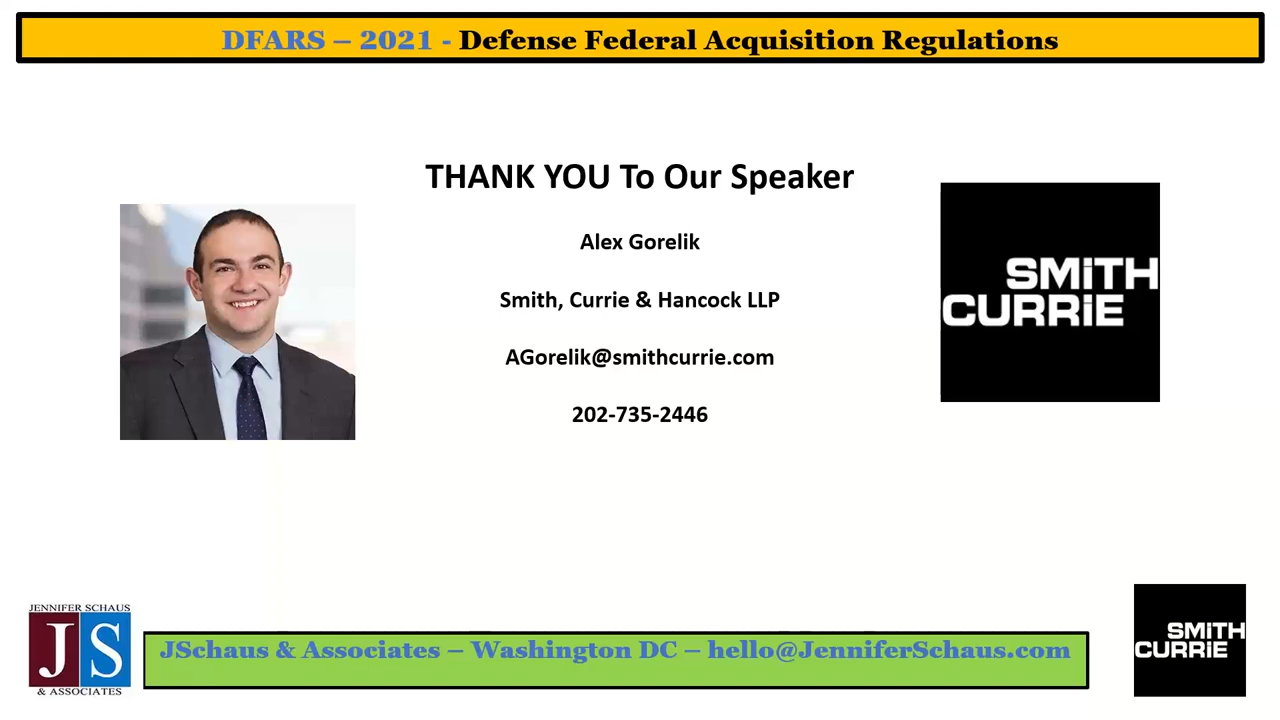 DFARS – 2021 - Defense Federal Acquisition Regulations
THANK YOU To Our Speaker
Alex Gorelik
Smith, Currie & Hancock LLP
AGorelik@smithcurrie.com
202-735-2446
SMiTH
CURRiE
JENNIFER SCHAUS
JS
& ASSOCIATES
JSchaus & Associates – Washington DC – hello@JenniferSchaus.com
SMiTH
CURRiE